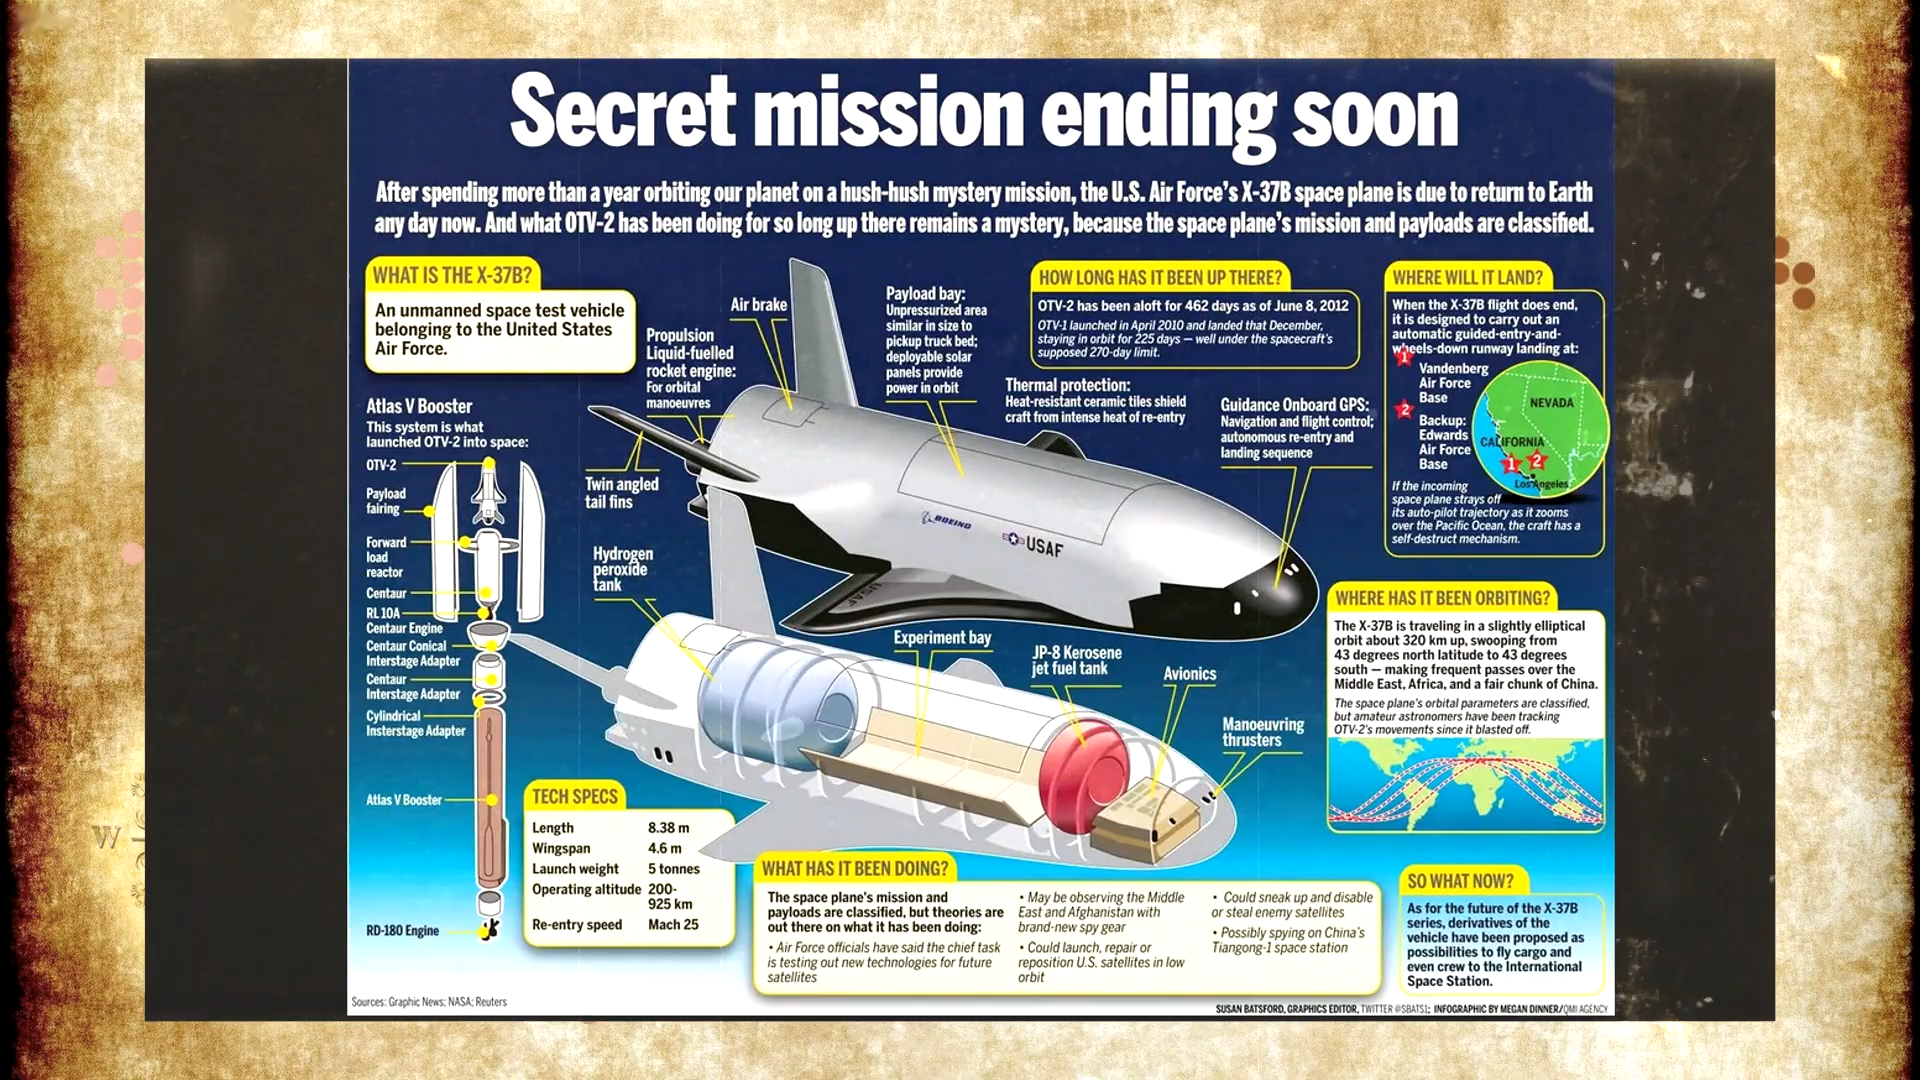 Secret mission ending soon
After spending more than a year orbiting our planet on a hush-hush mystery mission, the U.S. Air Force's X-37B space plane is due to return to Earth
any day now. And what OTV-2 has been doing for so long up there remains a mystery, because the space plane's mission and payloads are classified.
WHAT IS THE X-37B?
An unmanned space test vehicle
belonging to the United States
Air Force.
Propulsion
Liquid-fuelled
rocket engine:
For orbital
manoeuvres
Air brake
Payload bay:
Unpressurized area
similar in size to
pickup truck bed;
deployable solar
panels provide
power in orbit
HOW LONG HAS IT BEEN UP THERE?
OTV-2 has been aloft for 462 days as of June 8, 2012
OTV-1 launched in April 2010 and landed that December,
staying in orbit for 225 days — well under the spacecraft's
supposed 270-day limit.
Thermal protection:
Heat-resistant ceramic tiles shield
craft from intense heat of re-entry
Guidance Onboard GPS:
Navigation and flight control;
autonomous re-entry and
landing sequence
WHERE WILL IT LAND?
When the X-37B flight does end,
it is designed to carry out an
automatic guided-entry-and-
wheels-down runway landing at:
1
Vandenberg
Air Force
Base
2
Backup:
Edwards
Air Force
Base
NEVADA
CALIFORNIA
1
2
Los Angeles
If the incoming
space plane strays off
its auto-pilot trajectory as it zooms
over the Pacific Ocean, the craft has a
self-destruct mechanism.
Atlas V Booster
This system is what
launched OTV-2 into space:
OTV-2
Payload
fairing
Forward
load
reactor
Centaur
RL 10A
Centaur Engine
Centaur Conical
Interstage Adapter
Centaur
Interstage Adapter
Cylindrical
Insterstage Adapter
Atlas V Booster
RD-180 Engine
Twin angled
tail fins
BOEING
USAF
USAF
Hydrogen
peroxide
tank
Experiment bay
JP-8 Kerosene
jet fuel tank
Avionics
Manoeuvring
thrusters
WHERE HAS IT BEEN ORBITING?
The X-37B is traveling in a slightly elliptical
orbit about 320 km up, swooping from
43 degrees north latitude to 43 degrees
south — making frequent passes over the
Middle East, Africa, and a fair chunk of China.
The space plane's orbital parameters are classified,
but amateur astronomers have been tracking
OTV-2's movements since it blasted off.
TECH SPECS
Length 8.38 m
Wingspan 4.6 m
Launch weight 5 tonnes
Operating altitude 200-
925 km
Re-entry speed Mach 25
WHAT HAS IT BEEN DOING?
The space plane's mission and
payloads are classified, but theories are
out there on what it has been doing:
• Air Force officials have said the chief task
is testing out new technologies for future
satellites
• May be observing the Middle
East and Afghanistan with
brand-new spy gear
• Could launch, repair or
reposition U.S. satellites in low
orbit
• Could sneak up and disable
or steal enemy satellites
• Possibly spying on China's
Tiangong-1 space station
SO WHAT NOW?
As for the future of the X-37B
series, derivatives of the
vehicle have been proposed as
possibilities to fly cargo and
even crew to the International
Space Station.
Sources: Graphic News; NASA; Reuters
SUSAN BATSFORD, GRAPHICS EDITOR, TWITTER @SBATS1; INFOGRAPHIC BY MEGAN DINNER/QMI AGENCY